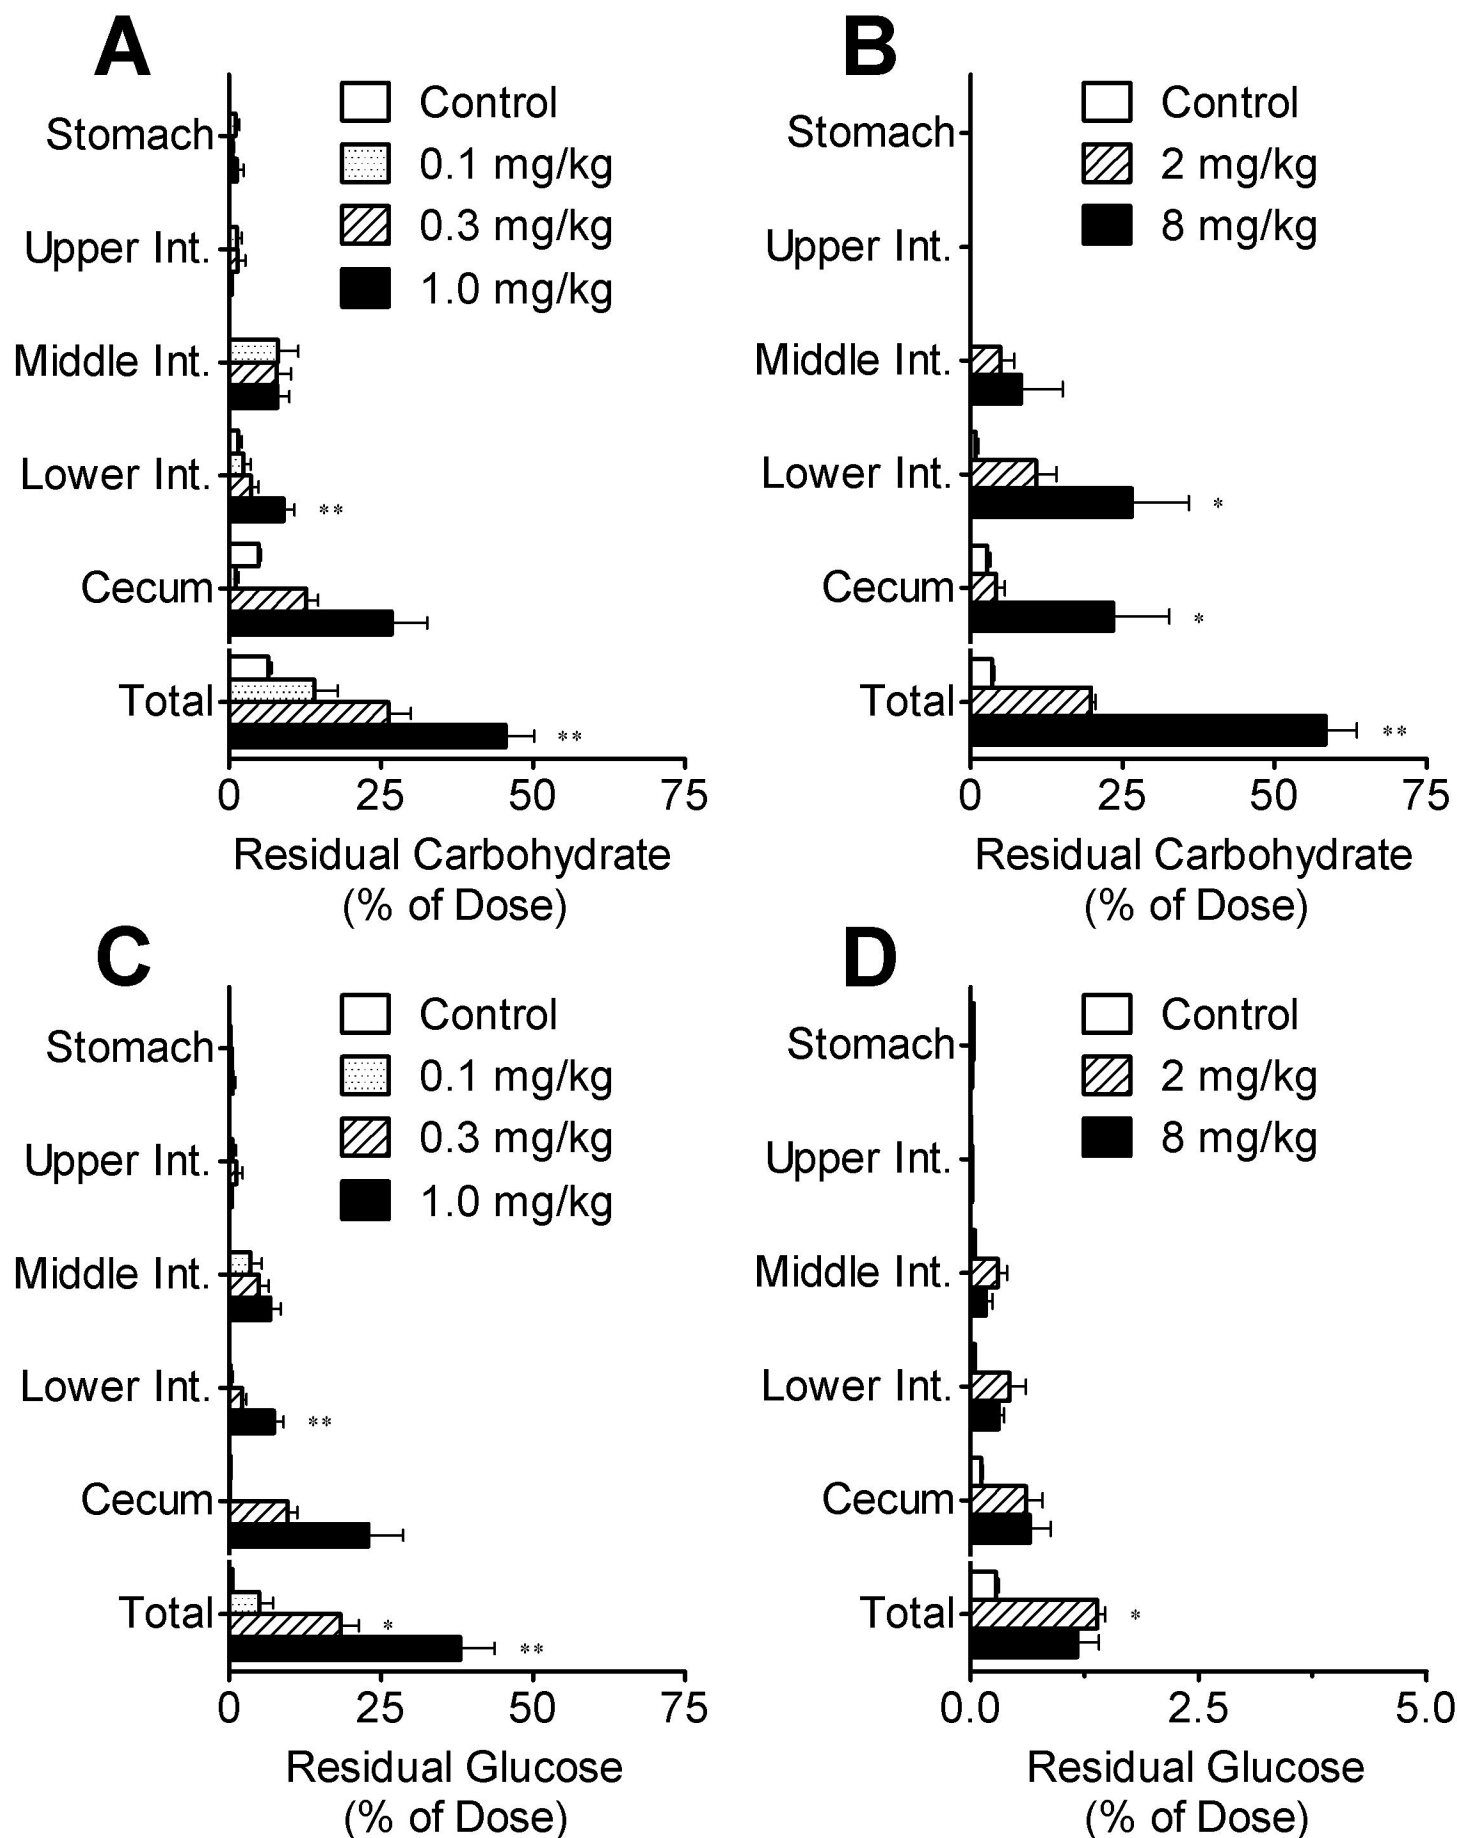 A
Stomach
Upper Int.
Middle Int.
Lower Int.
Cecum
Total
Control
0.1 mg/kg
0.3 mg/kg
1.0 mg/kg
**
**
0 25 50 75
Residual Carbohydrate
(% of Dose)
B
Stomach
Upper Int.
Middle Int.
Lower Int.
Cecum
Total
Control
2 mg/kg
8 mg/kg
*
*
**
0 25 50 75
Residual Carbohydrate
(% of Dose)
C
Stomach
Upper Int.
Middle Int.
Lower Int.
Cecum
Total
Control
0.1 mg/kg
0.3 mg/kg
1.0 mg/kg
**
*
**
0 25 50 75
Residual Glucose
(% of Dose)
D
Stomach
Upper Int.
Middle Int.
Lower Int.
Cecum
Total
Control
2 mg/kg
8 mg/kg
*
0.0 2.5 5.0
Residual Glucose
(% of Dose)